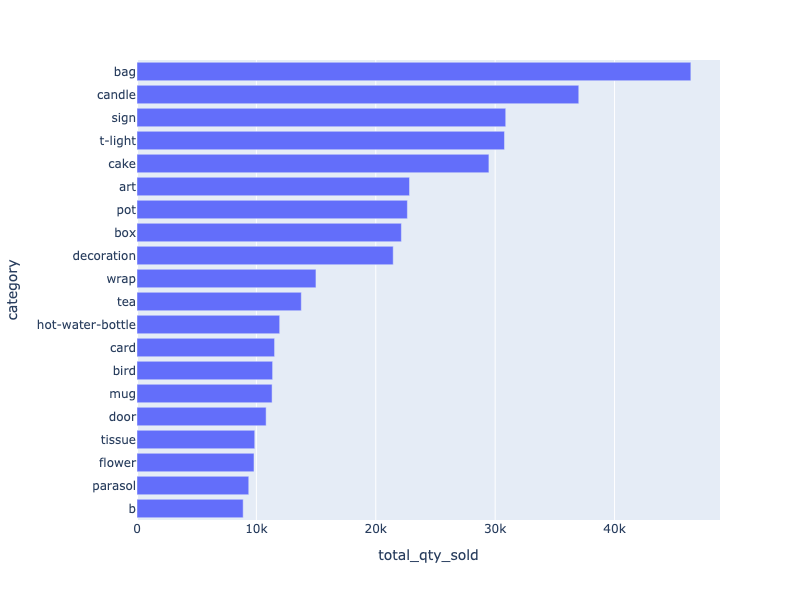 bag
candle
sign
t-light
cake
art
pot
box
decoration
wrap
tea
hot-water-bottle
card
bird
mug
door
tissue
flower
parasol
b
category
0 10k 20k 30k 40k
total_qty_sold